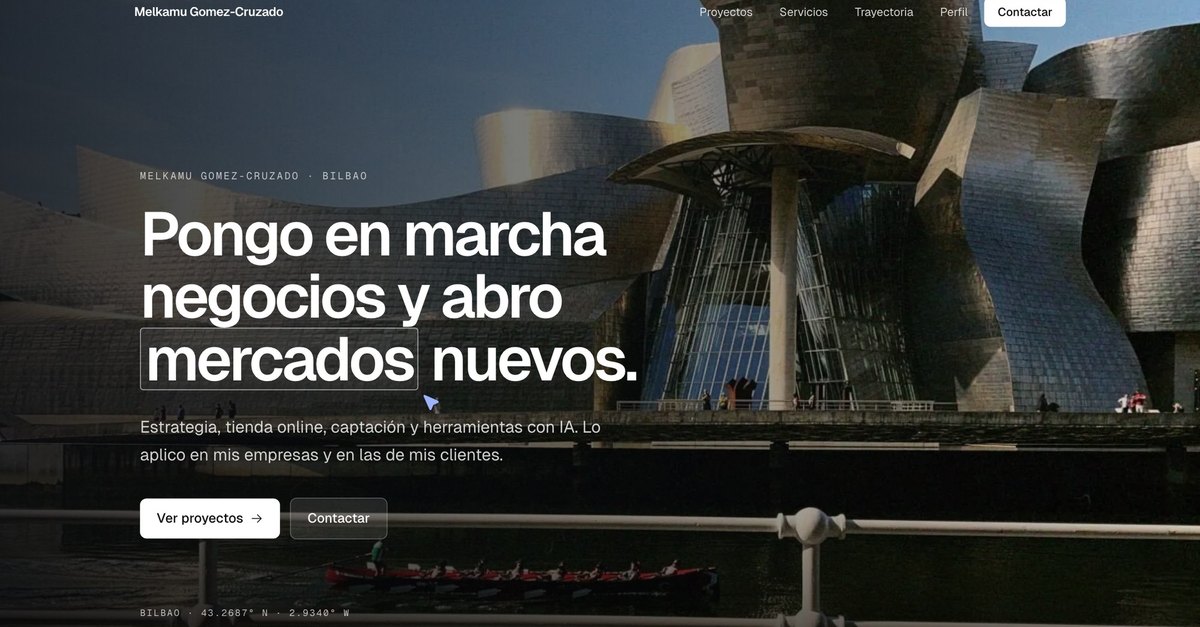 Melkamu Gomez-Cruzado
Proyectos Servicios Trayectoria Perfil Contactar
MELKAMU GOMEZ-CRUZADO · BILBAO
Pongo en marcha
negocios y abro
mercados nuevos.
Estrategia, tienda online, captación y herramientas con IA. Lo
aplico en mis empresas y en las de mis clientes.
Ver proyectos → Contactar
BILBAO · 43.2687° N · 2.9340° W